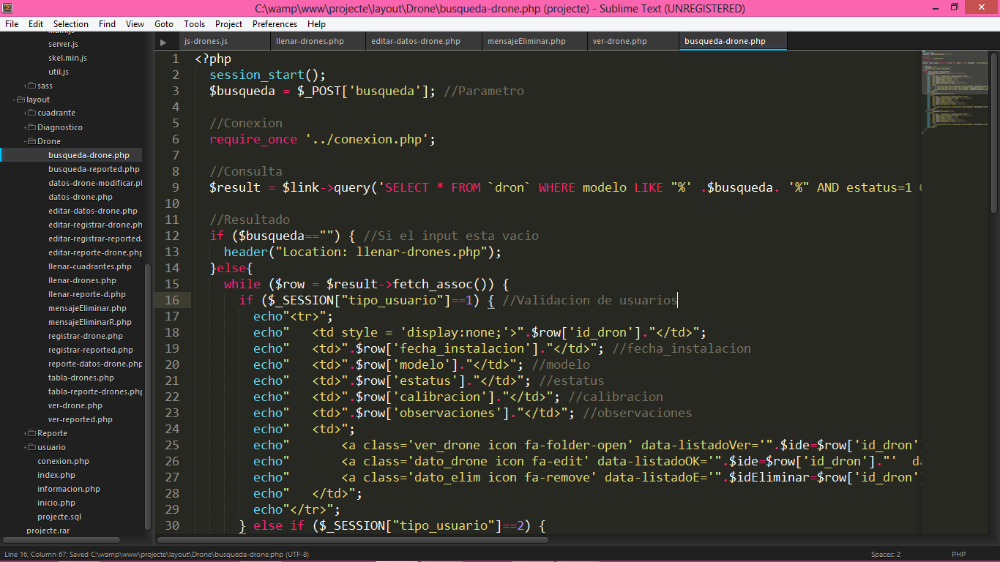 C:\wamp\www\projecte\layout\Drone\busqueda-drone.php (projecte) - Sublime Text (UNREGISTERED)
File Edit Selection Find View Goto Tools Project Preferences Help
js-drones.js llenar-drones.php editar-datos-drone.php mensajeEliminar.php ver-drone.php busqueda-drone.php
server.js
skel.min.js
util.js
sass
layout
cuadrante
Diagnostico
Drone
busqueda-drone.php
busqueda-reported.php
datos-drone-modificar.pl
datos-drone.php
editar-datos-drone.php
editar-registrar-drone.ph
editar-registrar-reported.
editar-reporte-drone.php
llenar-cuadrantes.php
llenar-drones.php
llenar-reporte-d.php
mensajeEliminar.php
mensajeEliminarR.php
registrar-drone.php
registrar-reported.php
reporte-datos-drone.php
tabla-drones.php
tabla-reporte-drones.php
ver-drone.php
ver-reported.php
Reporte
usuario
conexion.php
index.php
informacion.php
inicio.php
projecte.sql
projecte.rar
1 <?php
2 session_start();
3 $busqueda = $_POST['busqueda']; //Parametro
4
5 //Conexion
6 require_once '../conexion.php';
7
8 //Consulta
9 $result = $link->query('SELECT * FROM `dron` WHERE modelo LIKE "%' .$busqueda. '%" AND estatus=1
10
11 //Resultado
12 if ($busqueda=="") { //Si el input esta vacio
13 header("Location: llenar-drones.php");
14 }else{
15 while ($row = $result->fetch_assoc()) {
16 if ($_SESSION["tipo_usuario"]==1) { //Validacion de usuarios
17 echo"<tr>";
18 echo" <td style = 'display:none;'>".$row['id_dron']."</td>";
19 echo" <td>".$row['fecha_instalacion']."</td>"; //fecha_instalacion
20 echo" <td>".$row['modelo']."</td>"; //modelo
21 echo" <td>".$row['estatus']."</td>"; //estatus
22 echo" <td>".$row['calibracion']."</td>"; //calibracion
23 echo" <td>".$row['observaciones']."</td>"; //observaciones
24 echo" <td>";
25 echo" <a class='ver_drone icon fa-folder-open' data-listadoVer='".$ide=$row['id_dron'
26 echo" <a class='dato_drone icon fa-edit' data-listadoOK='".$ide=$row['id_dron']."' da
27 echo" <a class='dato_elim icon fa-remove' data-listadoE='".$idEliminar=$row['id_dron'
28 echo" </td>";
29 echo"</tr>";
30 } else if ($_SESSION["tipo_usuario"]==2) {
Line 16, Column 67; Saved C:\wamp\www\projecte\layout\Drone\busqueda-drone.php (UTF-8) Spaces: 2 PHP